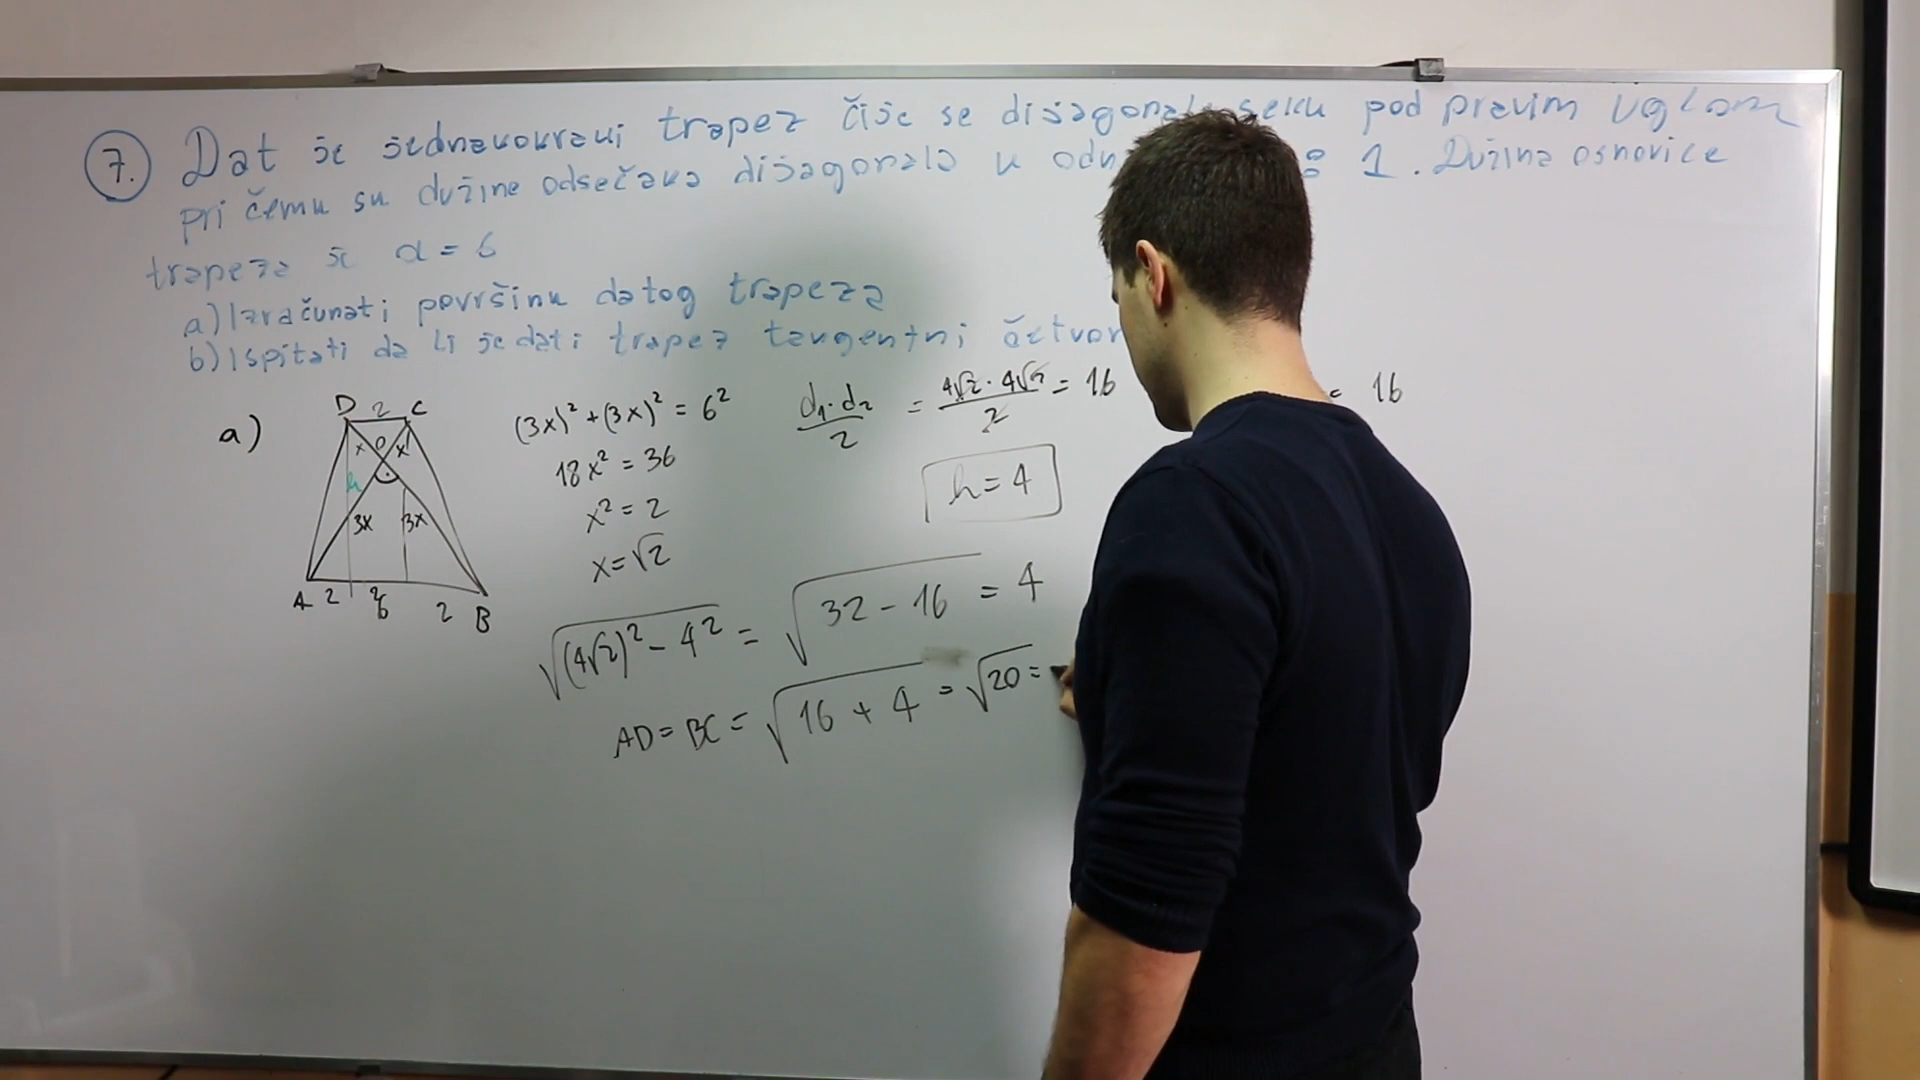 7. Dat je jednakokraki trapez čije se dijagonale seku pod pravim uglom
pri čemu su dužine odsečaka dijagonala u : 1. Dužina osnovice
trapeza je a = 6
a) Izračunati površinu datog trapeza
b) Ispitati da li je dati trapez tangentni
a)
D 2 C
x O x
h
3x 3x
A 2 2 2 B
6
(3x)² + (3x)² = 6²
18x² = 36
x² = 2
x = √2
d₁·d₂/2 = 4√2·4√2/2 = 16
= 16
h = 4
√((4√2)² - 4²) = √(32 - 16) = 4
AD = BC = √(16 + 4) = √20 =